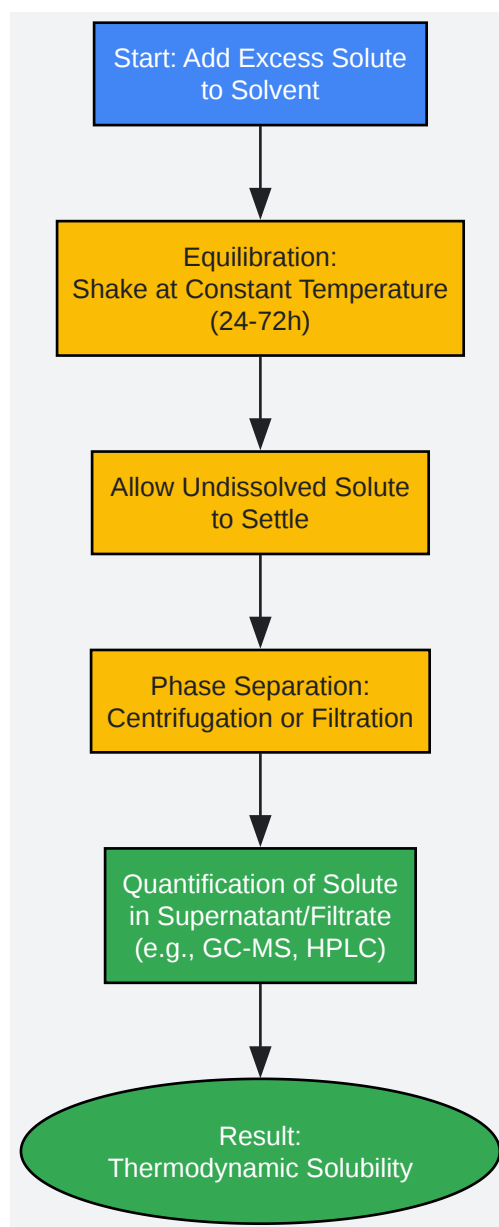 Start: Add Excess Solute
to Solvent
Equilibration:
Shake at Constant Temperature
(24-72h)
Allow Undissolved Solute
to Settle
Phase Separation:
Centrifugation or Filtration
Quantification of Solute
in Supernatant/Filtrate
(e.g., GC-MS, HPLC)
Result:
Thermodynamic Solubility